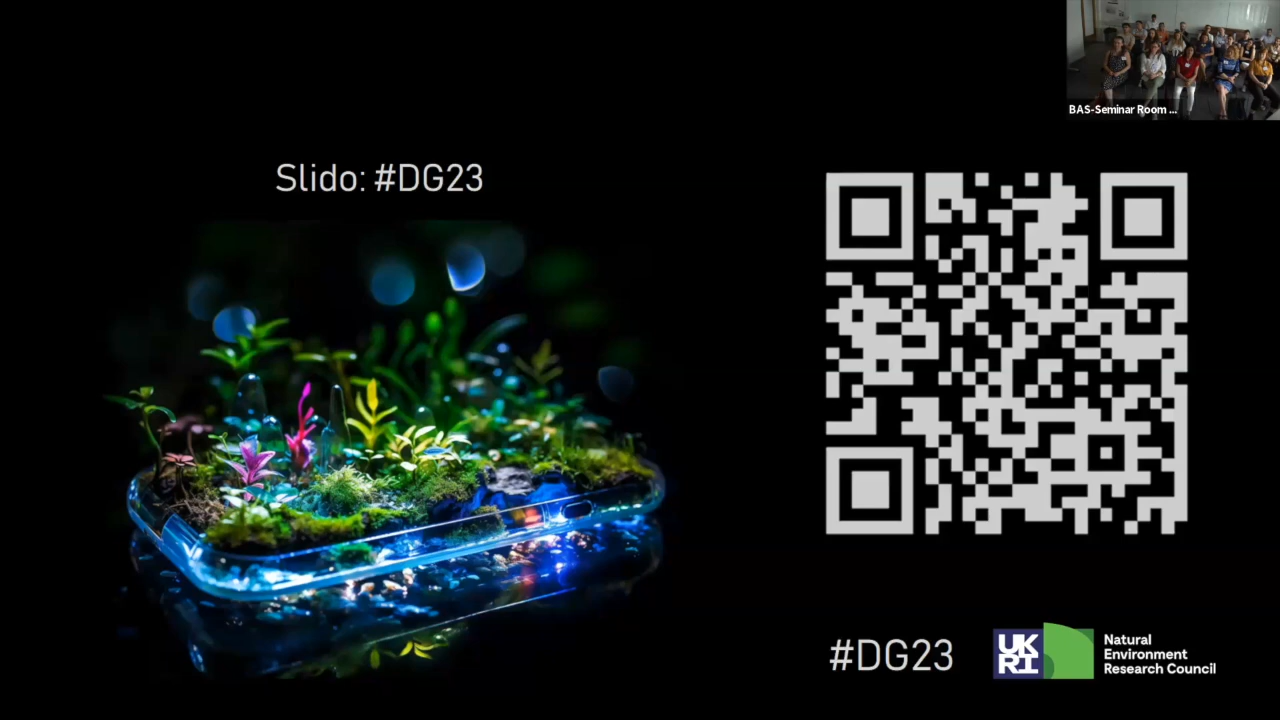 BAS-Seminar Room ...
Slido: #DG23
#DG23
UK
RI
Natural
Environment
Research Council